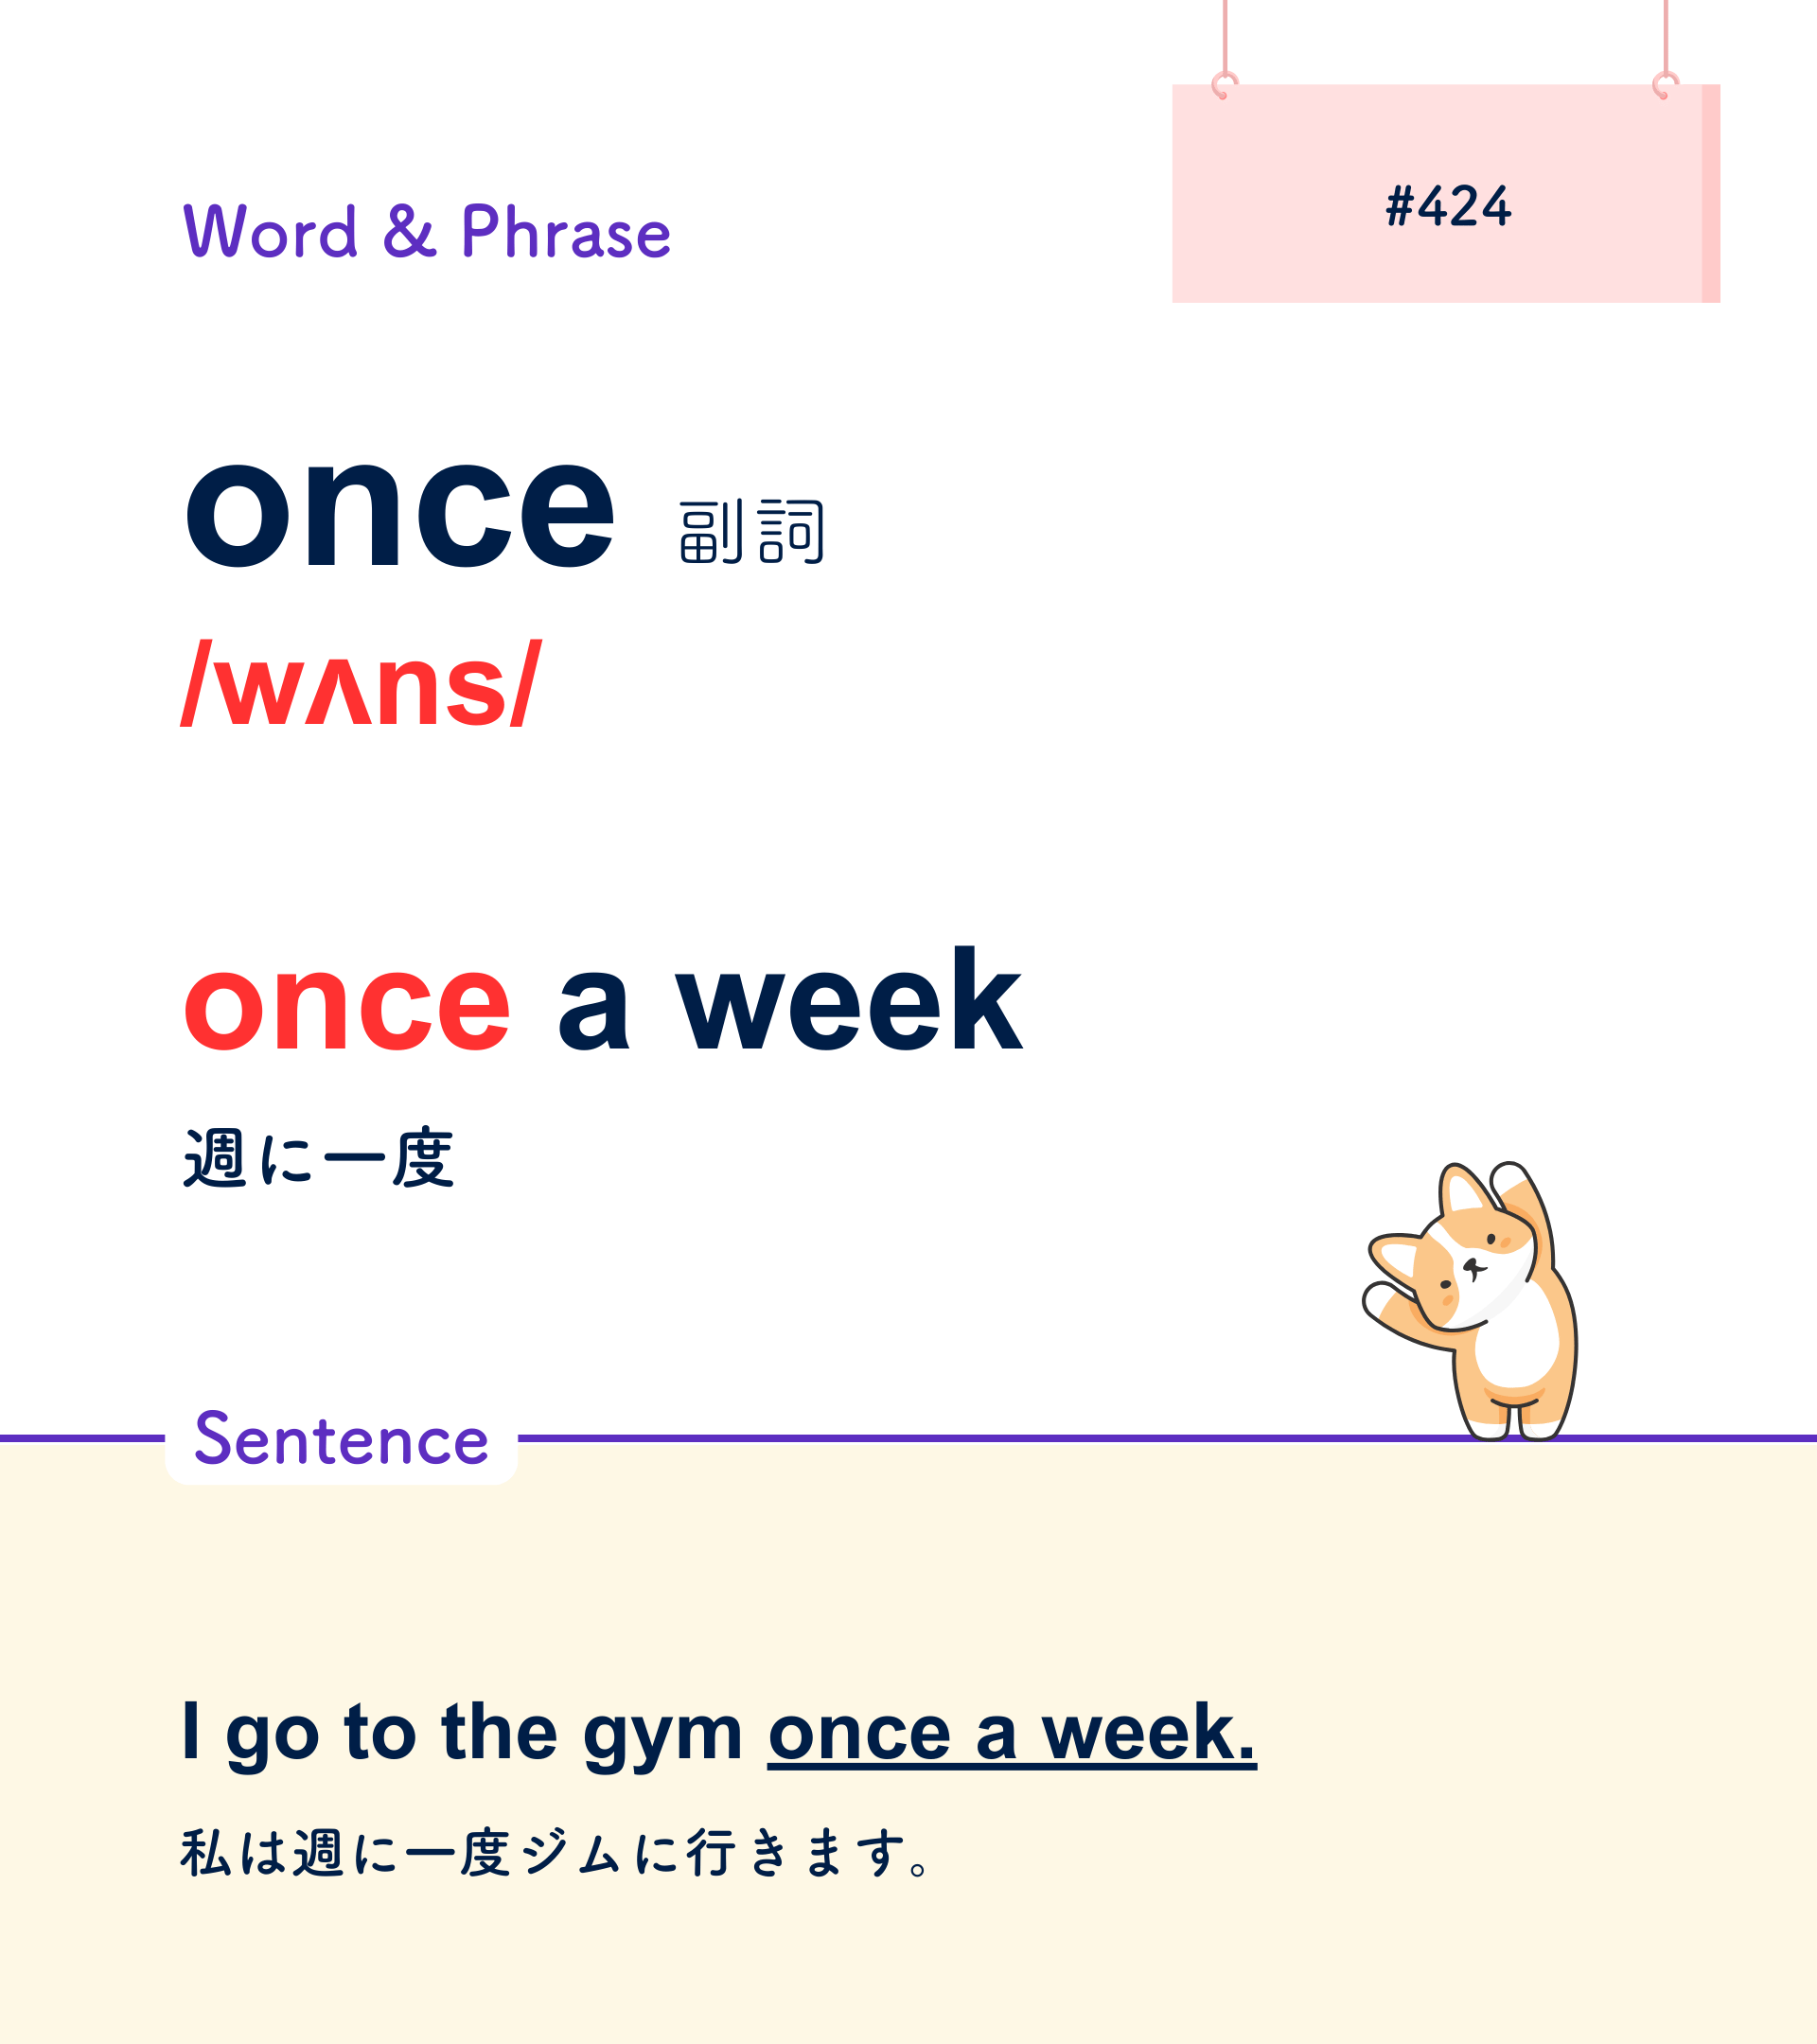 #424
Word & Phrase
once 副詞
/wʌns/
once a week
週に一度
Sentence
I go to the gym once a week.
私は週に一度ジムに行きます。